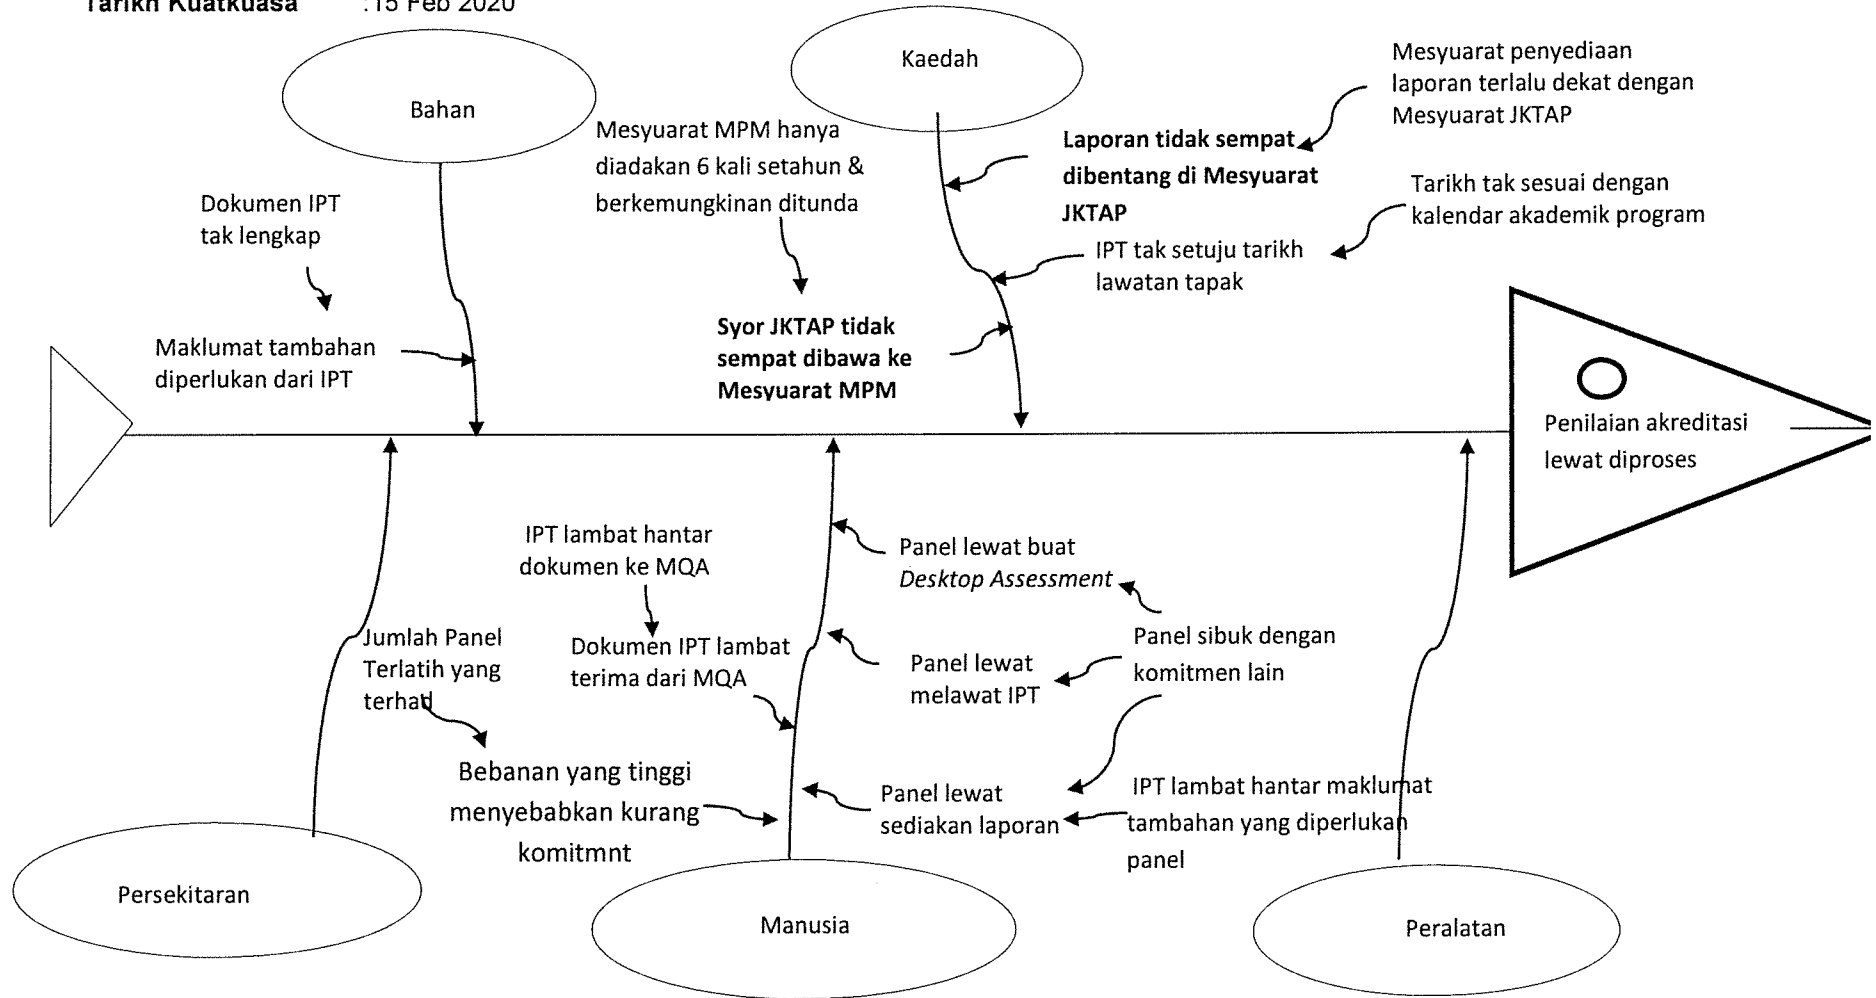 Tarikh Kuatkuasa :15 Feb 2020
Bahan
Kaedah
Mesyuarat penyediaan
laporan terlalu dekat dengan
Mesyuarat JKTAP
Mesyuarat MPM hanya
diadakan 6 kali setahun &
berkemungkinan ditunda
Laporan tidak sempat
dibentang di Mesyuarat
JKTAP
Tarikh tak sesuai dengan
kalendar akademik program
Dokumen IPT
tak lengkap
IPT tak setuju tarikh
lawatan tapak
Maklumat tambahan
diperlukan dari IPT
Syor JKTAP tidak
sempat dibawa ke
Mesyuarat MPM
Penilaian akreditasi
lewat diproses
IPT lambat hantar
dokumen ke MQA
Panel lewat buat
Desktop Assessment
Jumlah Panel
Terlatih yang
terhad
Dokumen IPT lambat
terima dari MQA
Panel lewat
melawat IPT
Panel sibuk dengan
komitmen lain
Bebanan yang tinggi
menyebabkan kurang
komitmnt
Panel lewat
sediakan laporan
IPT lambat hantar maklumat
tambahan yang diperlukan
panel
Persekitaran
Manusia
Peralatan